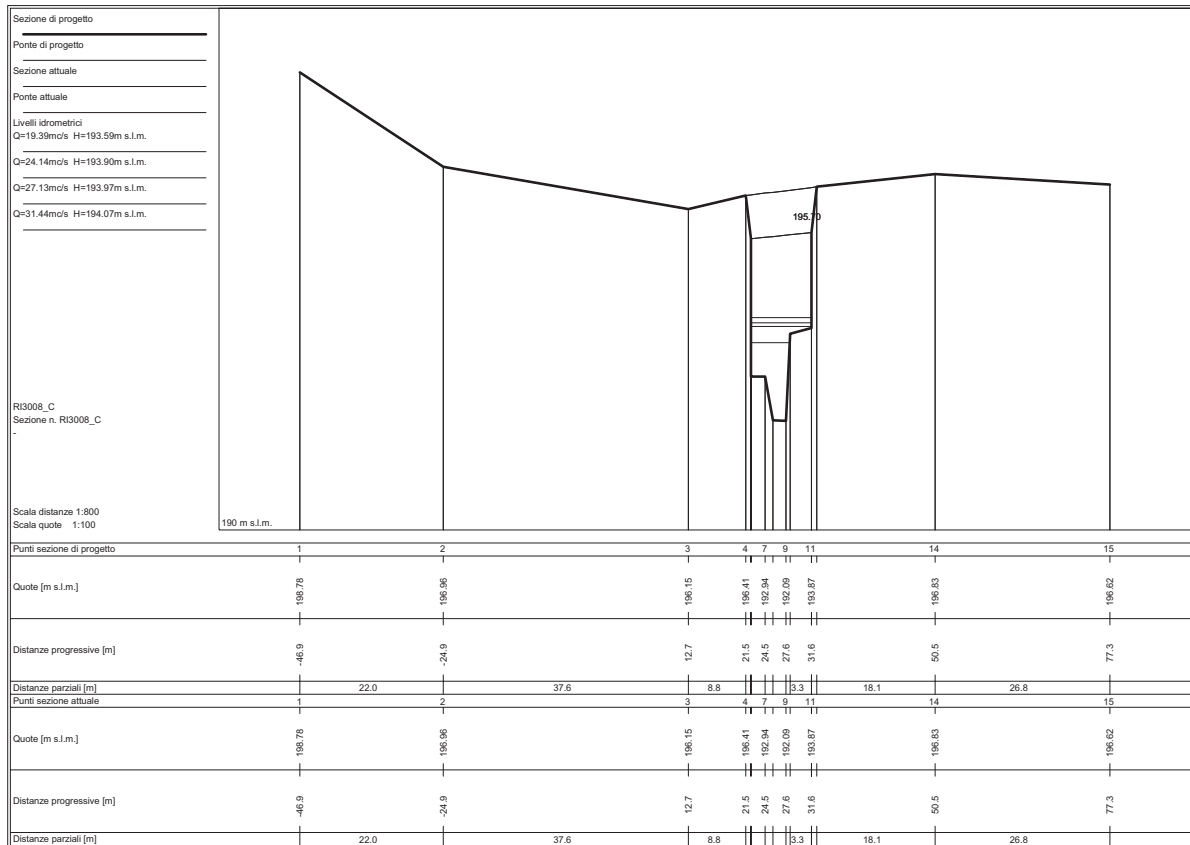 Sezione di progetto
Ponte di progetto
Sezione attuale
Ponte attuale
Livelli idrometrici
Q=19.39mc/s H=193.59m s.l.m.
Q=24.14mc/s H=193.90m s.l.m.
Q=27.13mc/s H=193.97m s.l.m.
Q=31.44mc/s H=194.07m s.l.m.
195.70
RI3008_C
Sezione n. RI3008_C
-
Scala distanze 1:800
Scala quote 1:100
190 m s.l.m.
Punti sezione di progetto 1 2 3 4 7 9 11 14 15
Quote [m s.l.m.] 198.78 196.96 196.15 196.41 192.94 192.09 193.87 196.83 196.62
Distanze progressive [m] -46.9 -24.9 12.7 21.5 24.5 27.6 31.6 50.5 77.3
Distanze parziali [m] 22.0 37.6 8.8 3.3 18.1 26.8
Punti sezione attuale 1 2 3 4 7 9 11 14 15
Quote [m s.l.m.] 198.78 196.96 196.15 196.41 192.94 192.09 193.87 196.83 196.62
Distanze progressive [m] -46.9 -24.9 12.7 21.5 24.5 27.6 31.6 50.5 77.3
Distanze parziali [m] 22.0 37.6 8.8 3.3 18.1 26.8